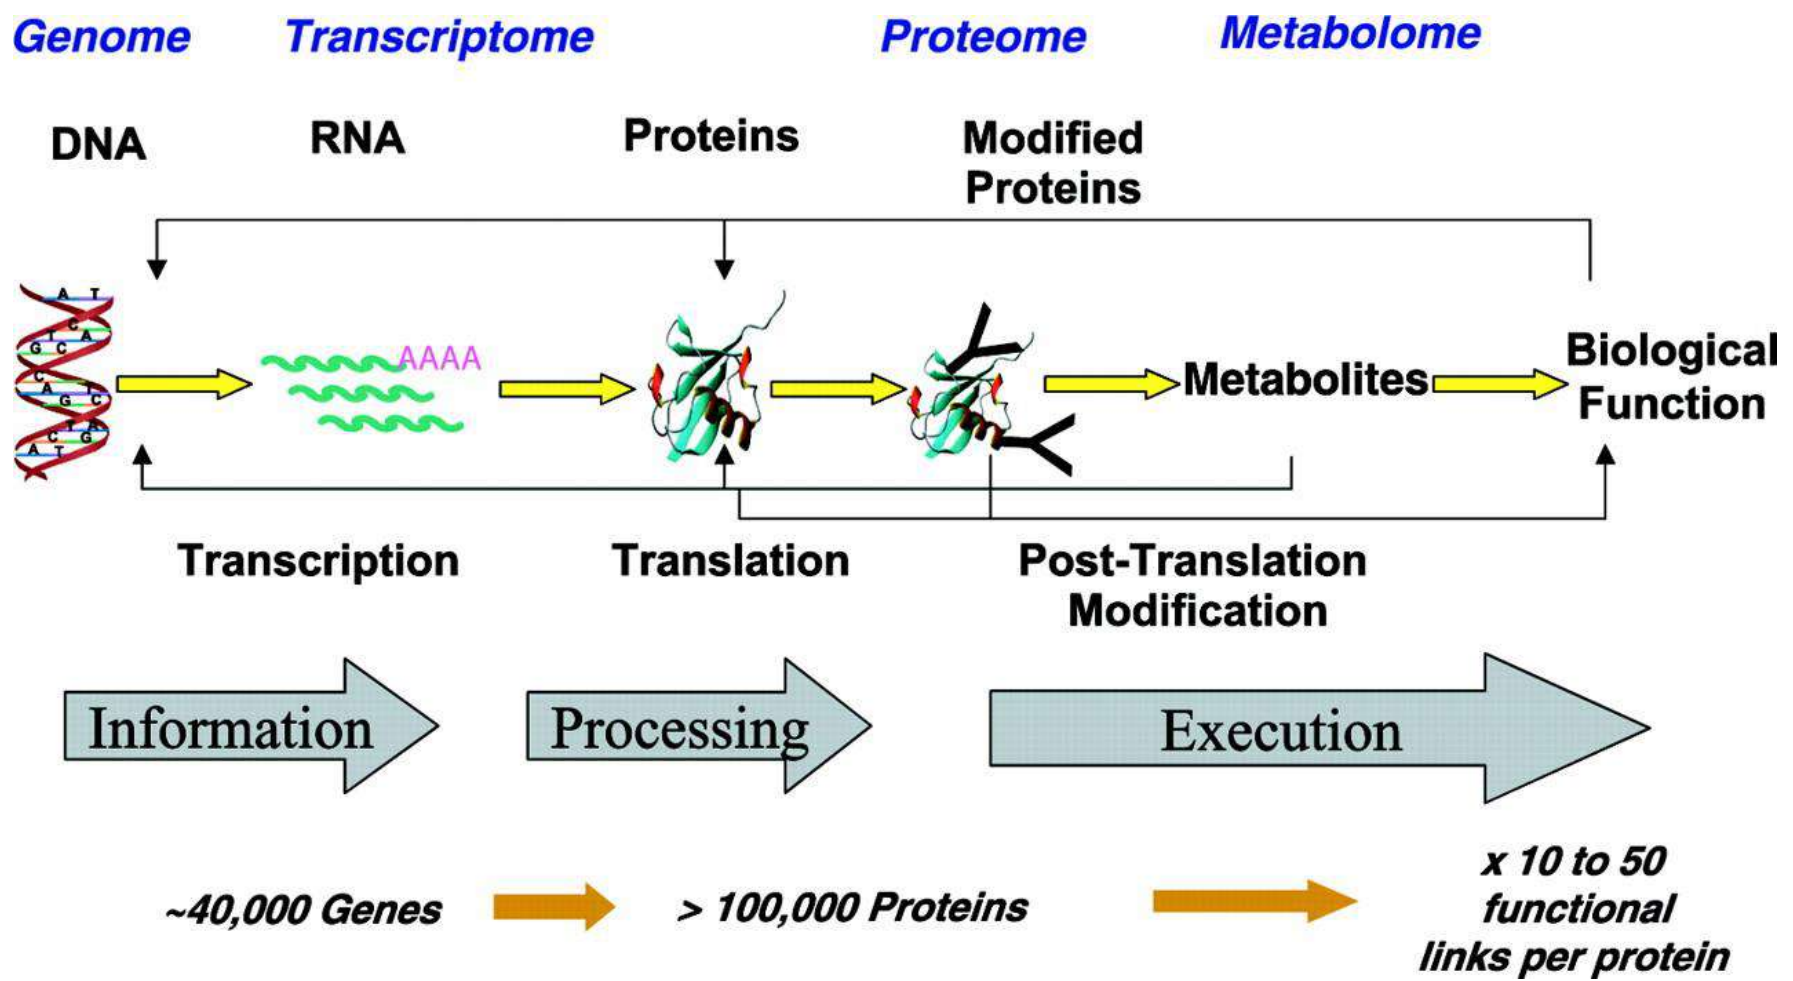 Genome Transcriptome Proteome Metabolome
DNA RNA Proteins Modified
Proteins
A T
C
T A
G C
AAAA
C
A T
G C
T A
C G
A T
Metabolites
Biological
Function
Transcription Translation Post-Translation
Modification
Information Processing Execution
~40,000 Genes > 100,000 Proteins x 10 to 50
functional
links per protein